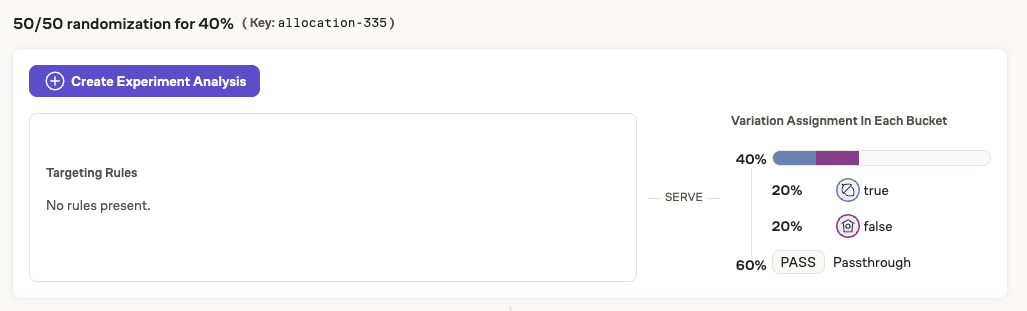 50/50 randomization for 40% (Key: allocation-335)
Create Experiment Analysis
Targeting Rules
No rules present.
SERVE
Variation Assignment In Each Bucket
40%
20% true
20% false
60% PASS Passthrough